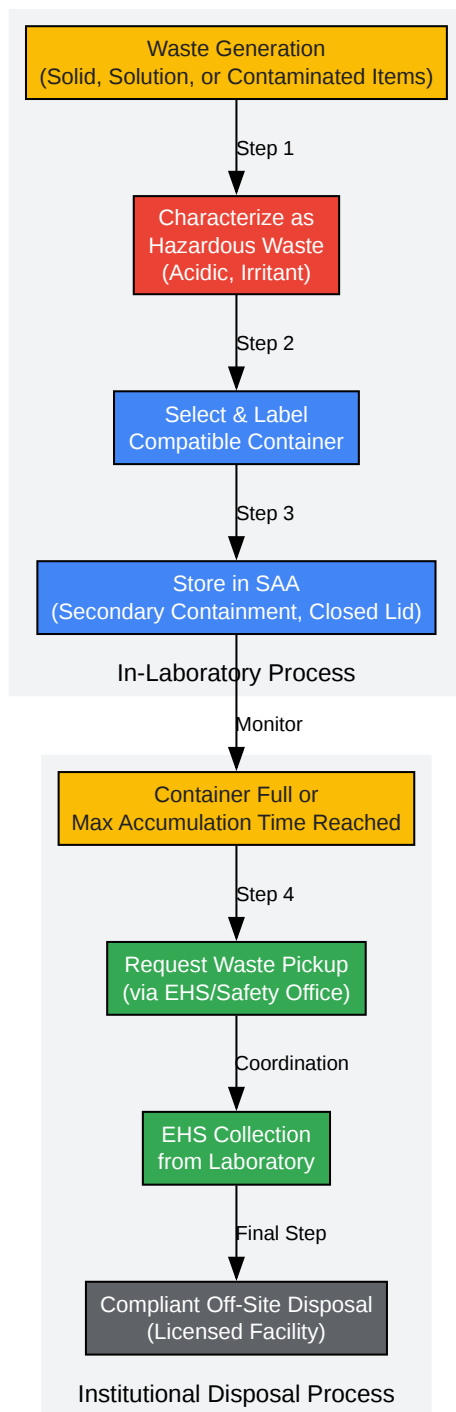 Waste Generation
(Solid, Solution, or Contaminated Items)
Step 1
Characterize as
Hazardous Waste
(Acidic, Irritant)
Step 2
Select & Label
Compatible Container
Step 3
Store in SAA
(Secondary Containment, Closed Lid)
In-Laboratory Process
Monitor
Container Full or
Max Accumulation Time Reached
Step 4
Request Waste Pickup
(via EHS/Safety Office)
Coordination
EHS Collection
from Laboratory
Final Step
Compliant Off-Site Disposal
(Licensed Facility)
Institutional Disposal Process